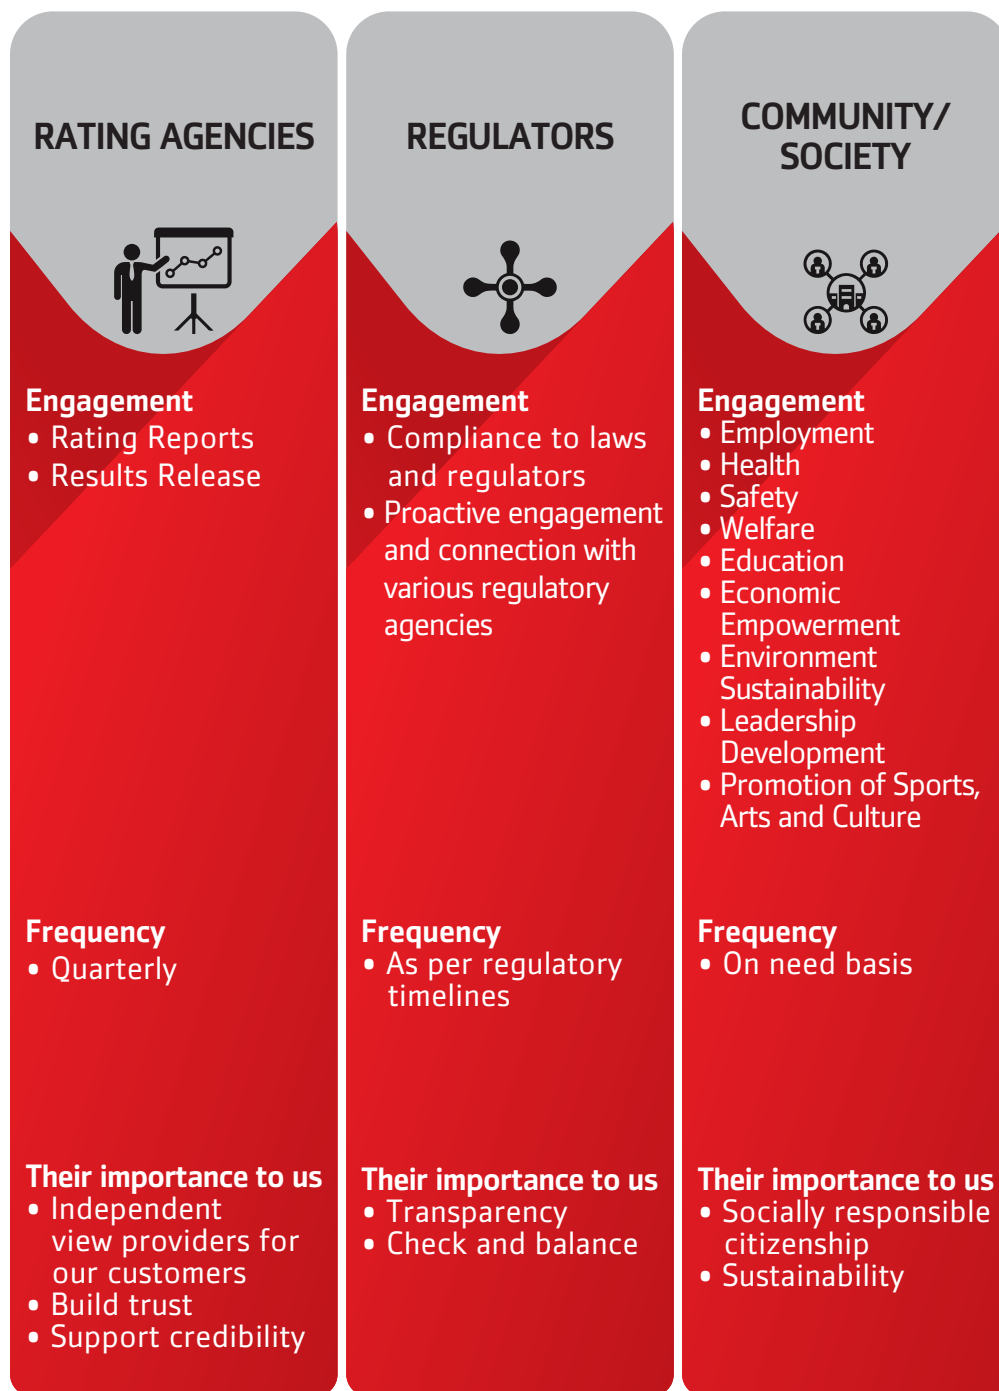 RATING AGENCIES
Engagement
• Rating Reports
• Results Release
Frequency
• Quarterly
Their importance to us
• Independent
view providers for
our customers
• Build trust
• Support credibility
REGULATORS
Engagement
• Compliance to laws
and regulators
• Proactive engagement
and connection with
various regulatory
agencies
Frequency
• As per regulatory
timelines
Their importance to us
• Transparency
• Check and balance
COMMUNITY/
SOCIETY
Engagement
• Employment
• Health
• Safety
• Welfare
• Education
• Economic
Empowerment
• Environment
Sustainability
• Leadership
Development
• Promotion of Sports,
Arts and Culture
Frequency
• On need basis
Their importance to us
• Socially responsible
citizenship
• Sustainability